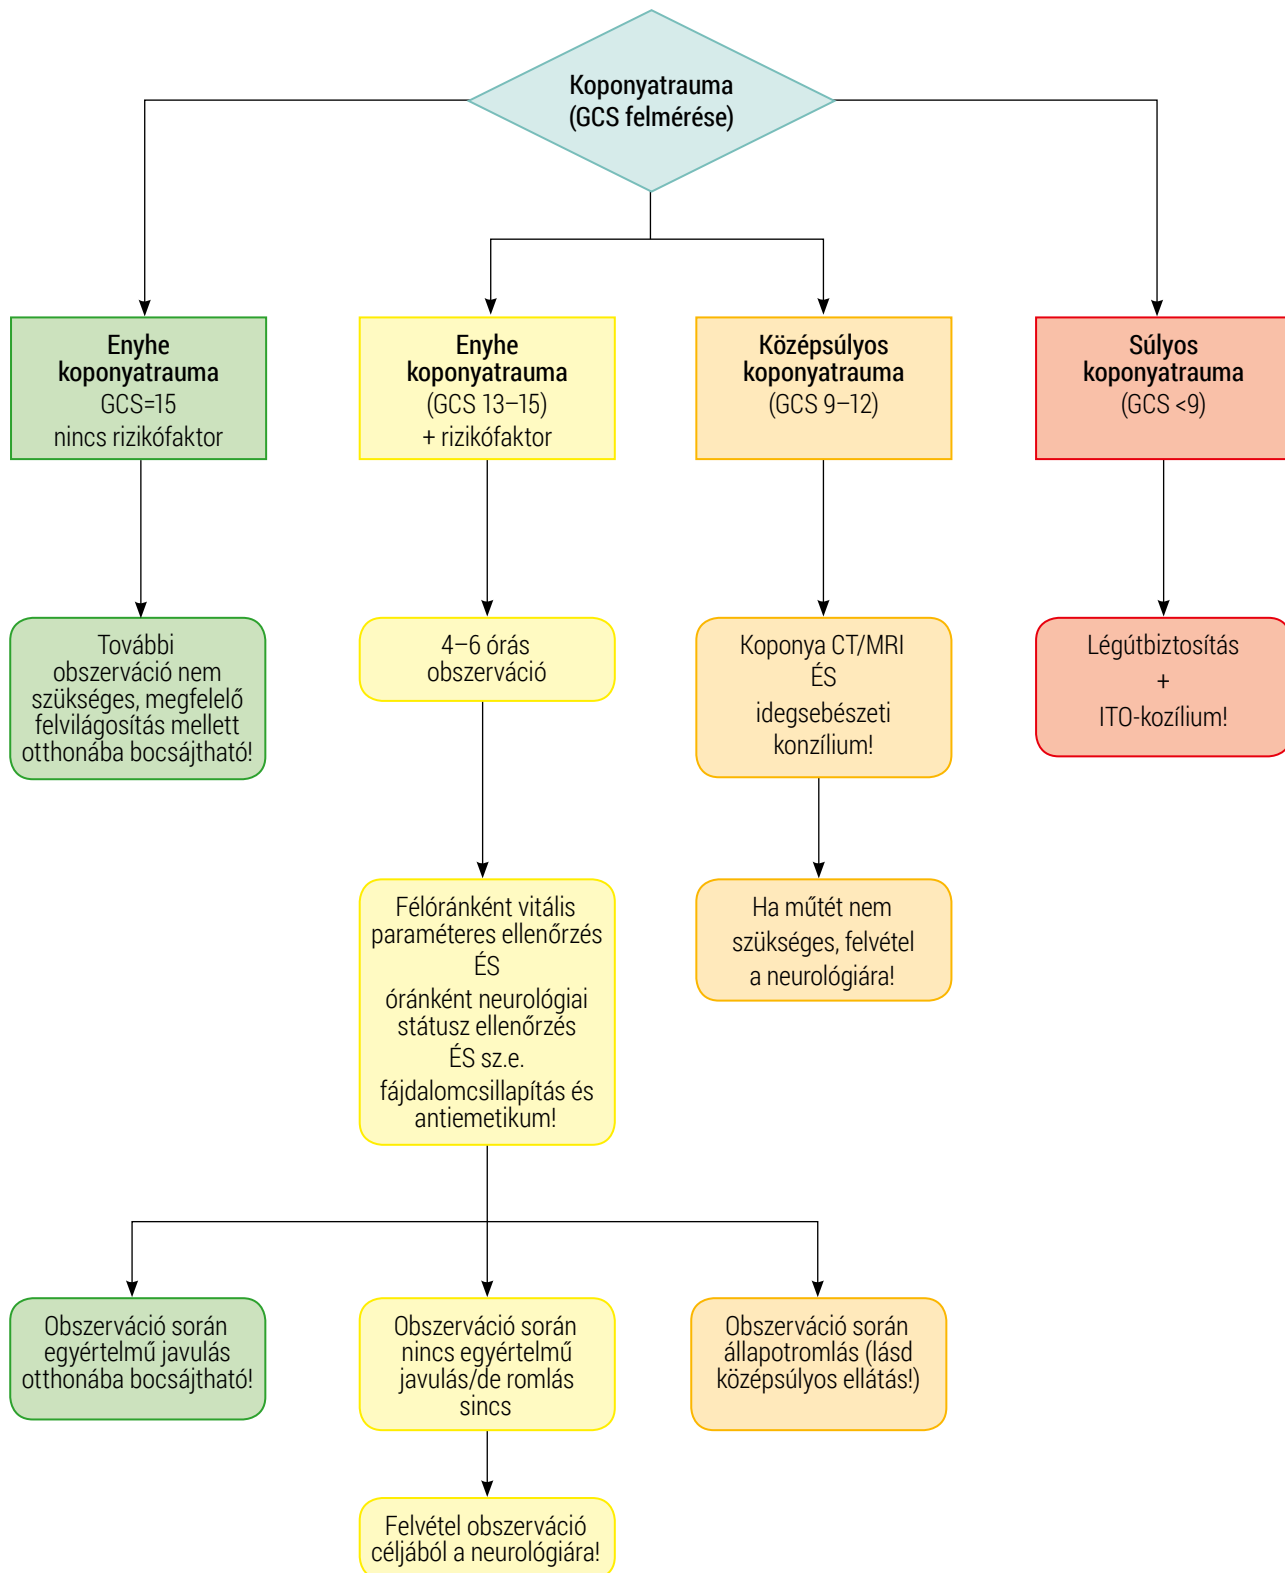 Koponyatrauma
(GCS felmérése)
Enyhe
koponyatrauma
GCS=15
nincs rizikófaktor
Enyhe
koponyatrauma
(GCS 13–15)
+ rizikófaktor
Középsúlyos
koponyatrauma
(GCS 9–12)
Súlyos
koponyatrauma
(GCS <9)
További
obszerváció nem
szükséges, megfelelő
felvilágosítás mellett
otthonába bocsájtható!
4–6 órás
obszerváció
Koponya CT/MRI
ÉS
idegsebészeti
konzílium!
Légútbiztosítás
+
ITO-kozílium!
Félóránként vitális
paraméteres ellenőrzés
ÉS
óránként neurológiai
státusz ellenőrzés
ÉS sz.e.
fájdalomcsillapítás és
antiemetikum!
Ha műtét nem
szükséges, felvétel
a neurológiára!
Obszerváció során
egyértelmű javulás
otthonába bocsájtható!
Obszerváció során
nincs egyértelmű
javulás/de romlás
sincs
Obszerváció során
állapotromlás (lásd
középsúlyos ellátás!)
Felvétel obszerváció
céljából a neurológiára!